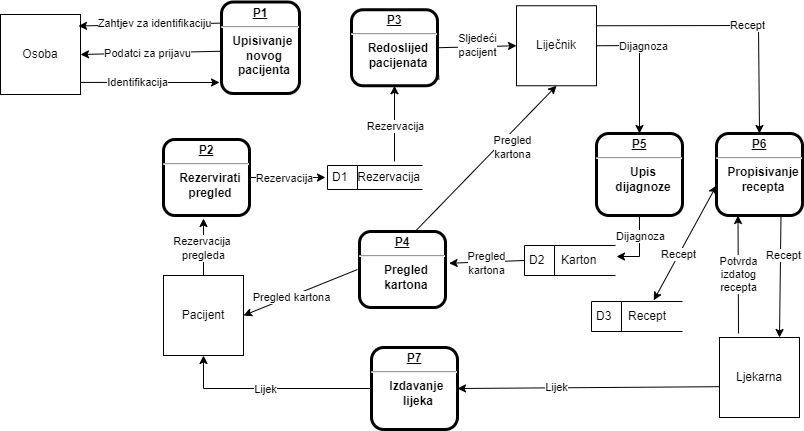 Osoba
Zahtjev za identifikaciju
Podatci za prijavu
Identifikacija
P1
Upisivanje
novog
pacijenta
P3
Redoslijed
pacijenata
Sljedeći
pacijent
Liječnik
Recept
Dijagnoza
Rezervacija
Pregled
kartona
P2
Rezervirati
pregled
Rezervacija
D1
Rezervacija
P5
Upis
dijagnoze
P6
Propisivanje
recepta
Rezervacija
pregleda
P4
Pregled
kartona
Pregled
kartona
D2
Karton
Dijagnoza
Recept
Potvrda
izdatog
recepta
Recept
Pregled kartona
Pacijent
D3
Recept
P7
Izdavanje
lijeka
Lijek
Lijek
Ljekarna